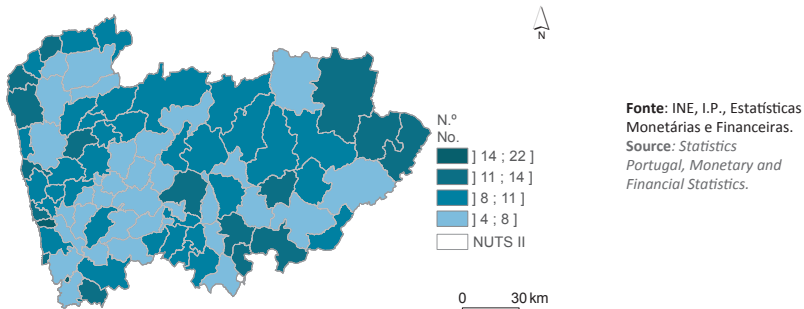 N
N.º
No.
] 14 ; 22 ]
] 11 ; 14 ]
] 8 ; 11 ]
] 4 ; 8 ]
NUTS II
0 30 km
Fonte: INE, I.P., Estatísticas
Monetárias e Financeiras.
Source: Statistics
Portugal, Monetary and
Financial Statistics.